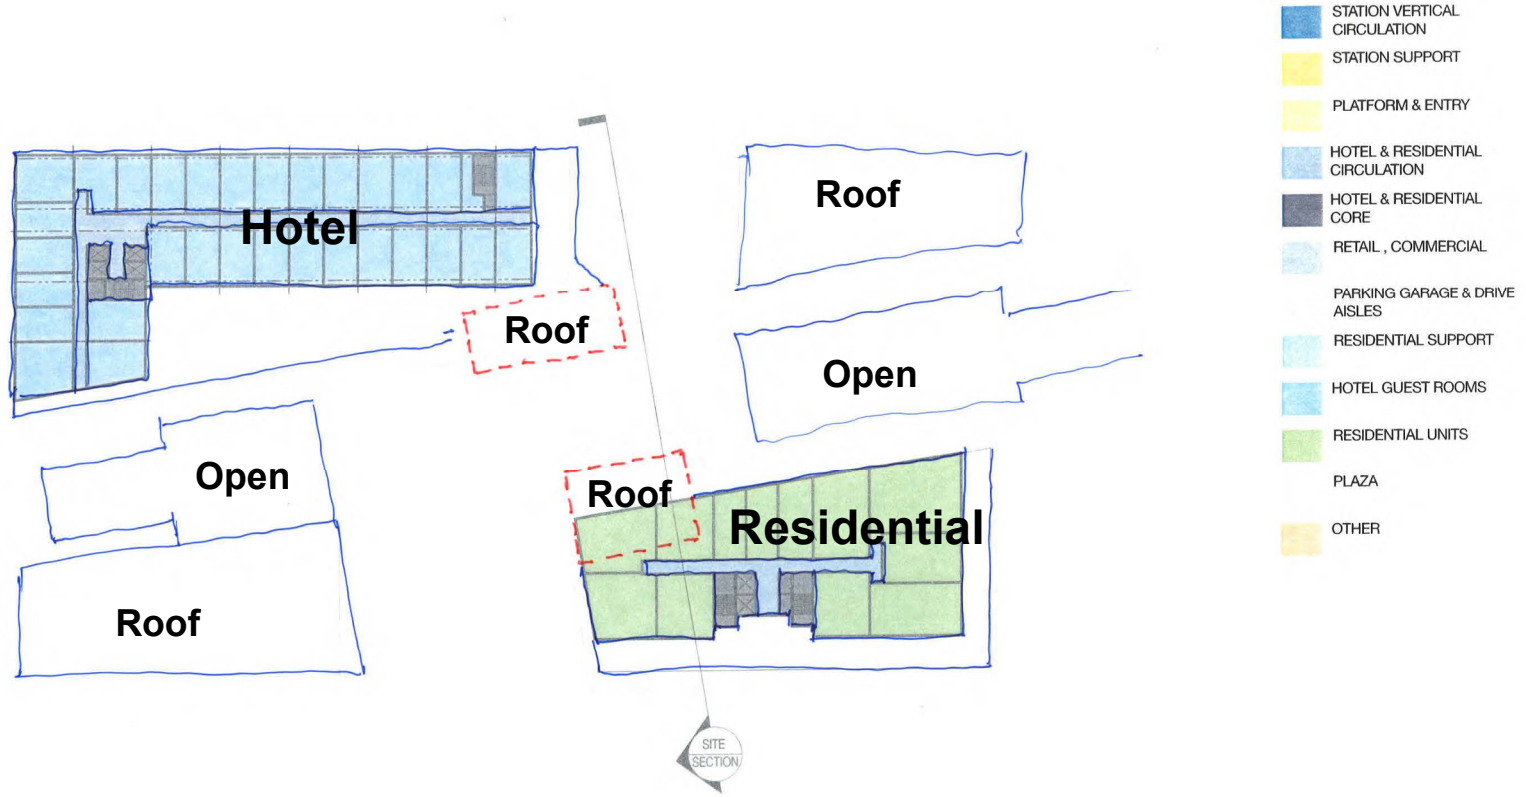 STATION VERTICAL
CIRCULATION
STATION SUPPORT
PLATFORM & ENTRY
HOTEL & RESIDENTIAL
CIRCULATION
HOTEL & RESIDENTIAL
CORE
RETAIL , COMMERCIAL
PARKING GARAGE & DRIVE
AISLES
RESIDENTIAL SUPPORT
HOTEL GUEST ROOMS
RESIDENTIAL UNITS
PLAZA
OTHER
Hotel
Roof
Roof
Open
Open
Roof
Residential
Roof
SITE
SECTION